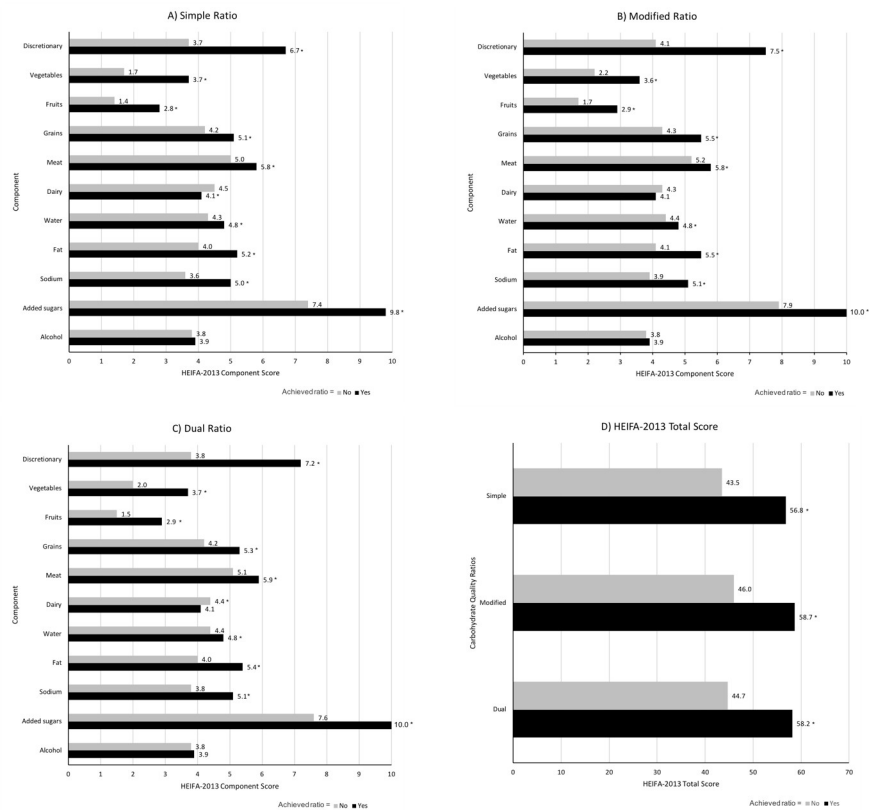 A) Simple Ratio
Component
Discretionary
3.7
6.7 *
Vegetables
1.7
3.7 *
Fruits
1.4
2.8 *
Grains
4.2
5.1 *
Meat
5.0
5.8 *
Dairy
4.5
4.1 *
Water
4.3
4.8 *
Fat
4.0
5.2 *
Sodium
3.6
5.0 *
Added sugars
7.4
9.8 *
Alcohol
3.8
3.9
0 1 2 3 4 5 6 7 8 9 10
HEIFA-2013 Component Score
Achieved ratio = No Yes
B) Modified Ratio
Component
Discretionary
4.1
7.5 *
Vegetables
2.2
3.6 *
Fruits
1.7
2.9 *
Grains
4.3
5.5 *
Meat
5.2
5.8 *
Dairy
4.3
4.1
Water
4.4
4.8 *
Fat
4.1
5.5 *
Sodium
3.9
5.1 *
Added sugars
7.9
10.0 *
Alcohol
3.8
3.9
0 1 2 3 4 5 6 7 8 9 10
HEIFA-2013 Component Score
Achieved ratio = No Yes
C) Dual Ratio
Component
Discretionary
3.8
7.2 *
Vegetables
2.0
3.7 *
Fruits
1.5
2.9 *
Grains
4.2
5.3 *
Meat
5.1
5.9 *
Dairy
4.4 *
4.1
Water
4.4
4.8 *
Fat
4.0
5.4 *
Sodium
3.8
5.1 *
Added sugars
7.6
10.0 *
Alcohol
3.8
3.9
0 1 2 3 4 5 6 7 8 9 10
HEIFA-2013 Component Score
Achieved ratio = No Yes
D) HEIFA-2013 Total Score
Carbohydrate Quality Ratios
Simple
43.5
56.8 *
Modified
46.0
58.7 *
Dual
44.7
58.2 *
0 10 20 30 40 50 60 70
HEIFA-2013 Total Score
Achieved ratio = No Yes